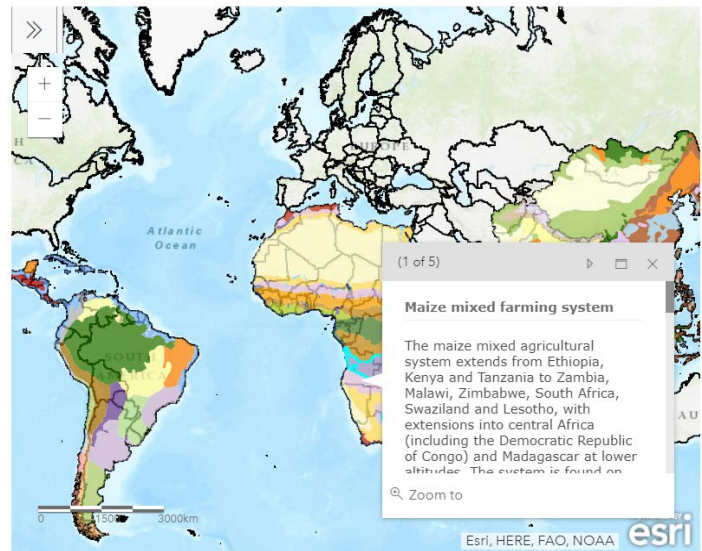 EUROPE
Atlantic
Ocean
SOUTH
AMERICA
AU
(1 of 5)
Maize mixed farming system
The maize mixed agricultural
system extends from Ethiopia,
Kenya and Tanzania to Zambia,
Malawi, Zimbabwe, South Africa,
Swaziland and Lesotho, with
extensions into central Africa
(including the Democratic Republic
of Congo) and Madagascar at lower
altitudes. The system is found on
Zoom to
0 1500 3000km
Esri, HERE, FAO, NOAA
esri